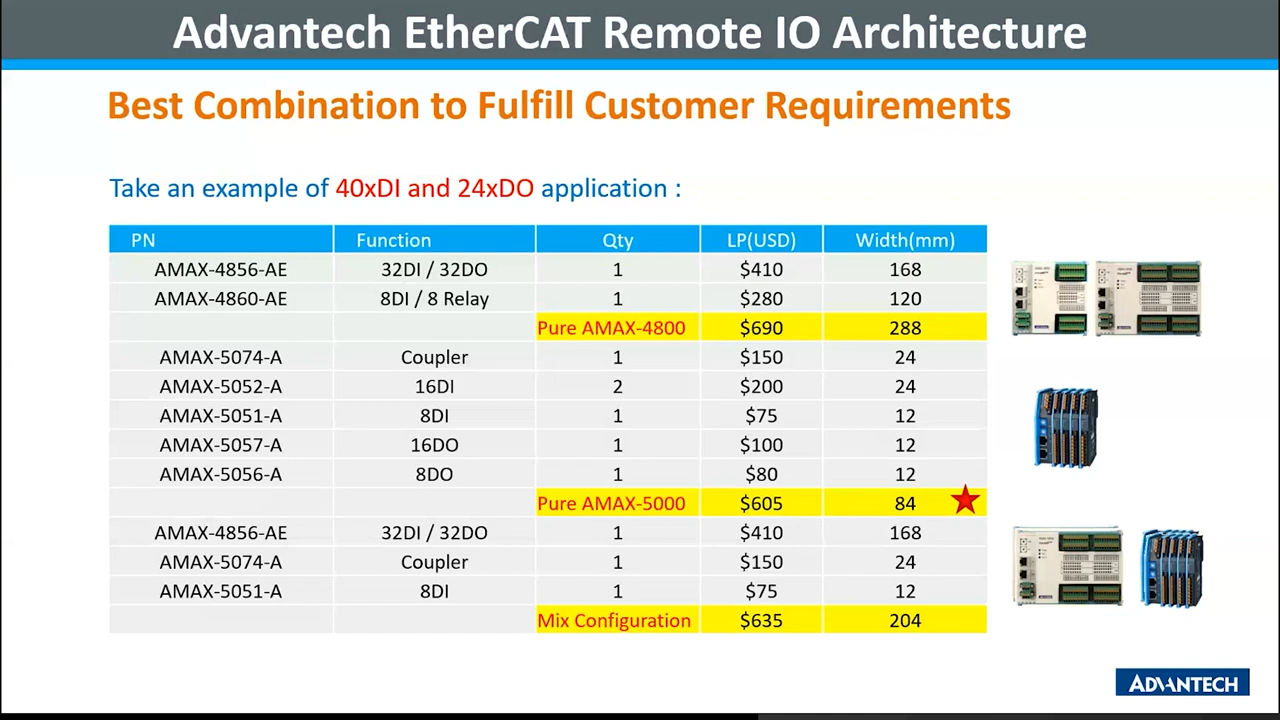 Advantech EtherCAT Remote IO Architecture
Best Combination to Fulfill Customer Requirements
Take an example of 40xDI and 24xDO application :
PN Function Qty LP(USD) Width(mm)
AMAX-4856-AE 32DI / 32DO 1 $410 168
AMAX-4860-AE 8DI / 8 Relay 1 $280 120
Pure AMAX-4800 $690 288
AMAX-5074-A Coupler 1 $150 24
AMAX-5052-A 16DI 2 $200 24
AMAX-5051-A 8DI 1 $75 12
AMAX-5057-A 16DO 1 $100 12
AMAX-5056-A 8DO 1 $80 12
Pure AMAX-5000 $605 84
AMAX-4856-AE 32DI / 32DO 1 $410 168
AMAX-5074-A Coupler 1 $150 24
AMAX-5051-A 8DI 1 $75 12
Mix Configuration $635 204
ADVANTECH